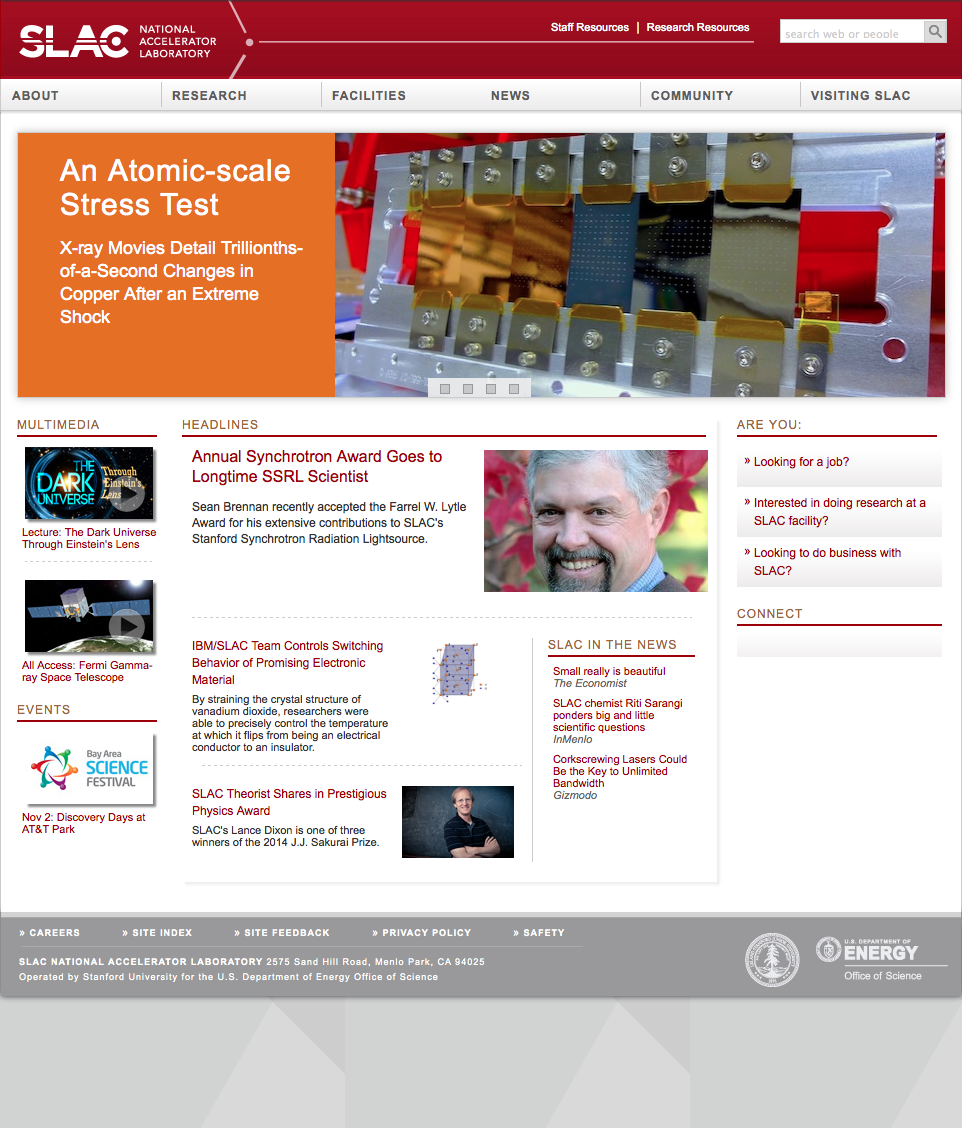 SLAC NATIONAL
ACCELERATOR
LABORATORY
Staff Resources | Research Resources
search web or people
ABOUT
RESEARCH
FACILITIES
NEWS
COMMUNITY
VISITING SLAC
An Atomic-scale
Stress Test
X-ray Movies Detail Trillionths-
of-a-Second Changes in
Copper After an Extreme
Shock
MULTIMEDIA
THE
DARK
UNIVERSE
Through
Einstein's
Lens
Lecture: The Dark Universe
Through Einstein's Lens
All Access: Fermi Gamma-
ray Space Telescope
EVENTS
Bay Area
SCIENCE
FESTIVAL
Nov 2: Discovery Days at
AT&T Park
HEADLINES
Annual Synchrotron Award Goes to
Longtime SSRL Scientist
Sean Brennan recently accepted the Farrel W. Lytle
Award for his extensive contributions to SLAC's
Stanford Synchrotron Radiation Lightsource.
IBM/SLAC Team Controls Switching
Behavior of Promising Electronic
Material
By straining the crystal structure of
vanadium dioxide, researchers were
able to precisely control the temperature
at which it flips from being an electrical
conductor to an insulator.
SLAC Theorist Shares in Prestigious
Physics Award
SLAC's Lance Dixon is one of three
winners of the 2014 J.J. Sakurai Prize.
SLAC IN THE NEWS
Small really is beautiful
The Economist
SLAC chemist Riti Sarangi
ponders big and little
scientific questions
InMenlo
Corkscrewing Lasers Could
Be the Key to Unlimited
Bandwidth
Gizmodo
ARE YOU:
» Looking for a job?
» Interested in doing research at a
SLAC facility?
» Looking to do business with
SLAC?
CONNECT
» CAREERS
» SITE INDEX
» SITE FEEDBACK
» PRIVACY POLICY
» SAFETY
SLAC NATIONAL ACCELERATOR LABORATORY 2575 Sand Hill Road, Menlo Park, CA 94025
Operated by Stanford University for the U.S. Department of Energy Office of Science
U.S. DEPARTMENT OF
ENERGY
Office of Science